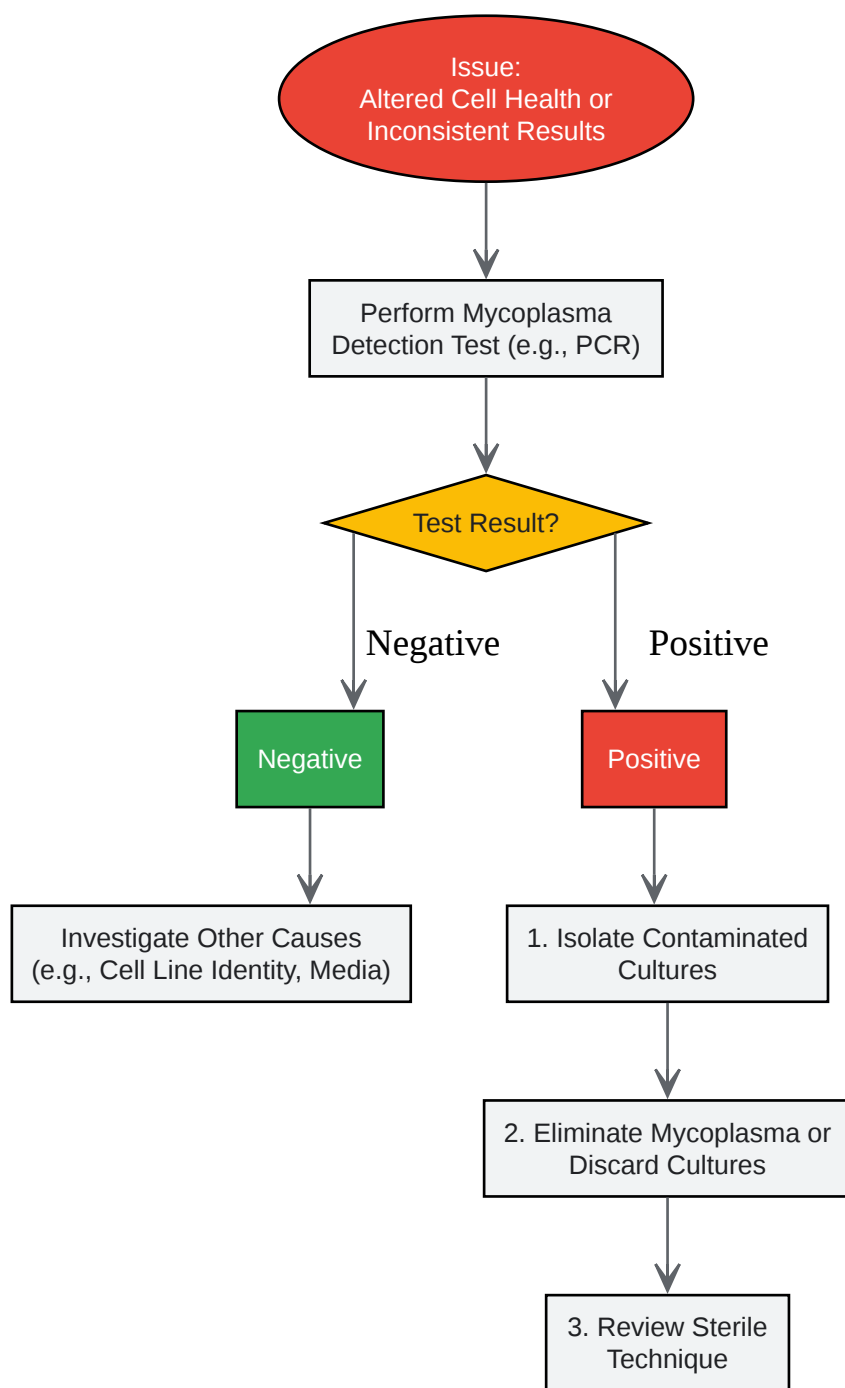 Issue:
Altered Cell Health or
Inconsistent Results
Perform Mycoplasma
Detection Test (e.g., PCR)
Test Result?
Negative
Positive
Negative
Positive
Investigate Other Causes
(e.g., Cell Line Identity, Media)
1. Isolate Contaminated
Cultures
2. Eliminate Mycoplasma or
Discard Cultures
3. Review Sterile
Technique